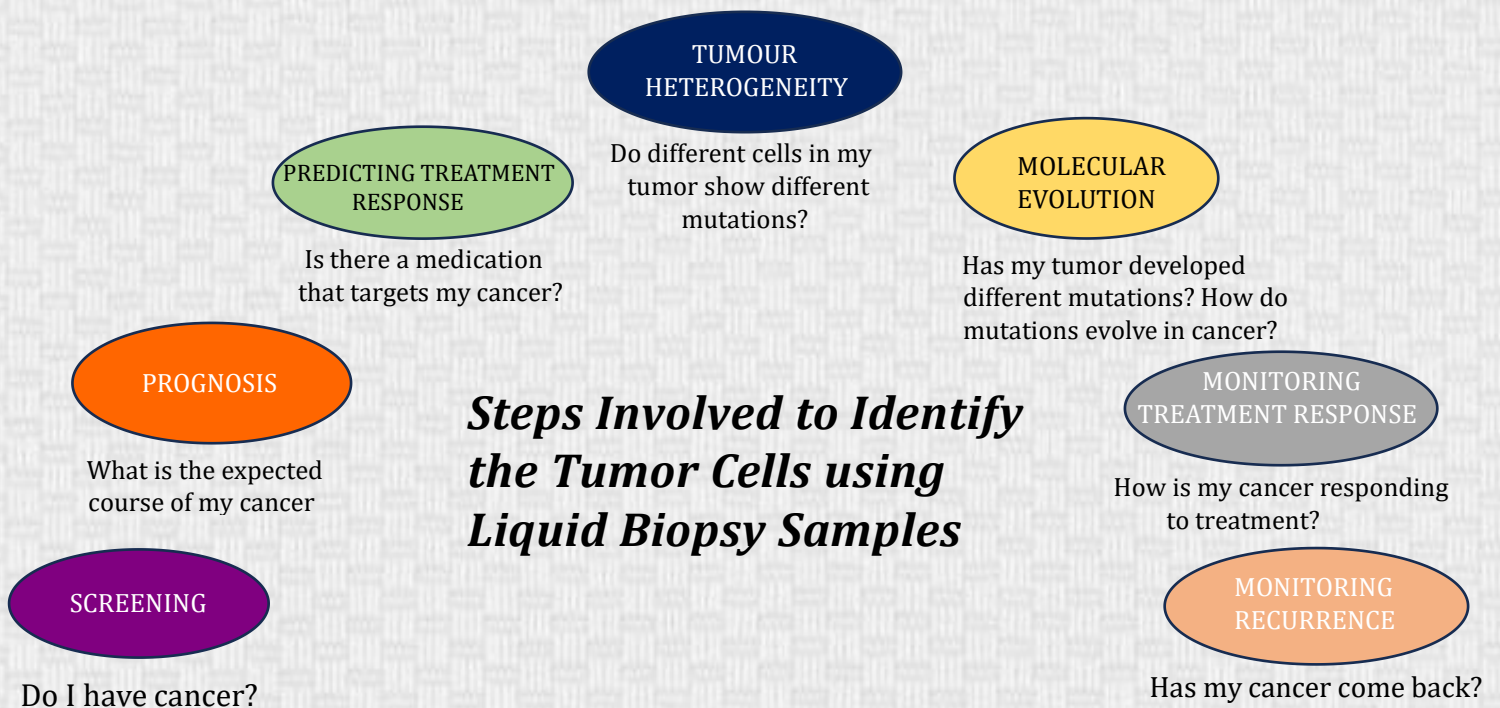 TUMOUR
HETEROGENEITY
Do different cells in my
tumor show different
mutations?
PREDICTING TREATMENT
RESPONSE
Is there a medication
that targets my cancer?
MOLECULAR
EVOLUTION
Has my tumor developed
different mutations? How do
mutations evolve in cancer?
PROGNOSIS
What is the expected
course of my cancer
MONITORING
TREATMENT RESPONSE
How is my cancer responding
to treatment?
Steps Involved to Identify
the Tumor Cells using
Liquid Biopsy Samples
SCREENING
Do I have cancer?
MONITORING
RECURRENCE
Has my cancer come back?